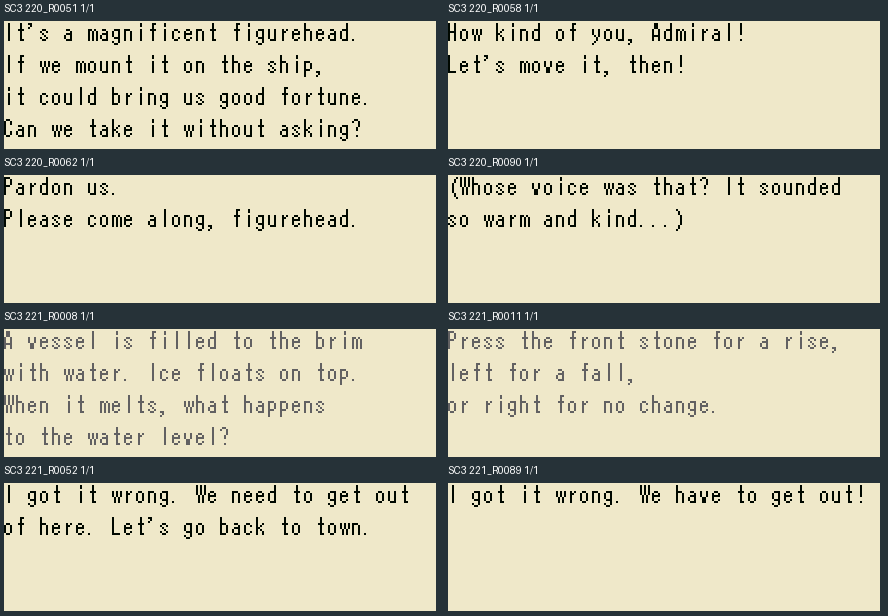 SC3 220_R0051 1/1
It's a magnificent figurehead.
If we mount it on the ship,
it could bring us good fortune.
Can we take it without asking?
SC3 220_R0058 1/1
How kind of you, Admiral!
Let's move it, then!
SC3 220_R0062 1/1
Pardon us.
Please come along, figurehead.
SC3 220_R0090 1/1
(Whose voice was that? It sounded
so warm and kind...)
SC3 221_R0008 1/1
A vessel is filled to the brim
with water. Ice floats on top.
When it melts, what happens
to the water level?
SC3 221_R0011 1/1
Press the front stone for a rise,
left for a fall,
or right for no change.
SC3 221_R0052 1/1
I got it wrong. We need to get out
of here. Let's go back to town.
SC3 221_R0089 1/1
I got it wrong. We have to get out!